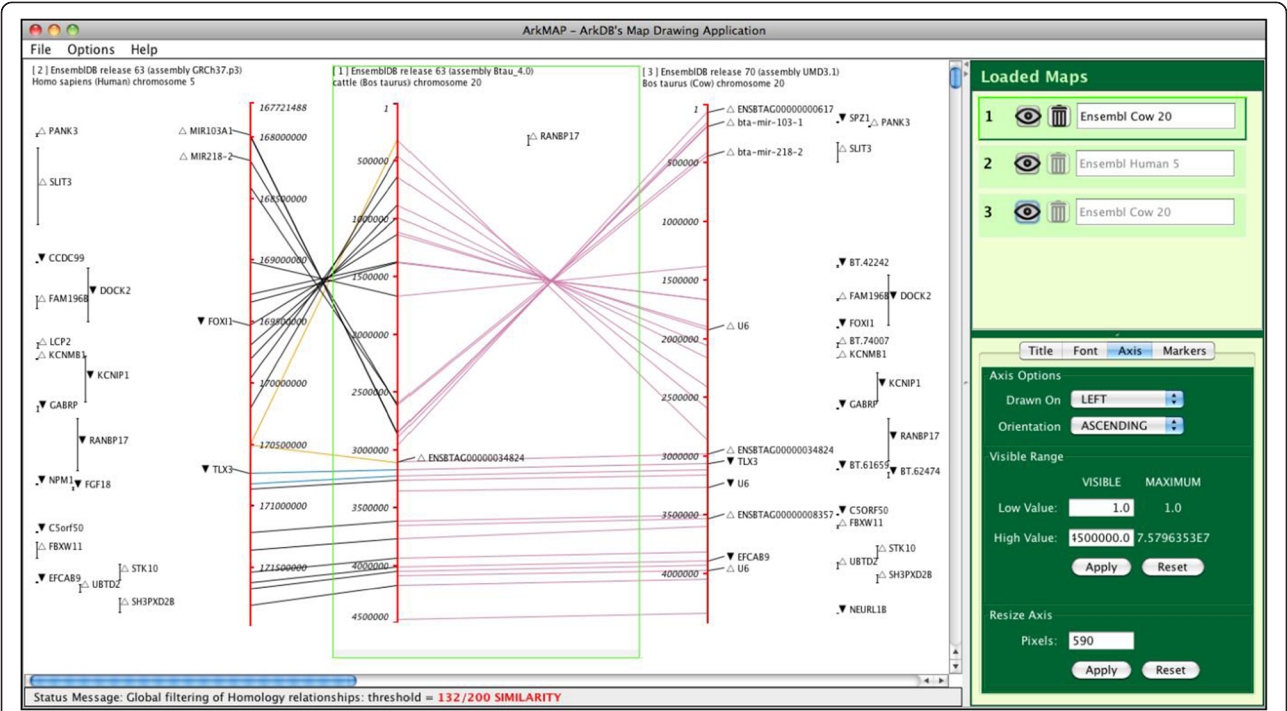 ArkMAP – ArkDB's Map Drawing Application
File Options Help
[ 2 ] EnsemblDB release 63 (assembly GRCh37.p3)
Homo sapiens (Human) chromosome 5
[ 1 ] EnsemblDB release 63 (assembly Btau_4.0)
cattle (Bos taurus) chromosome 20
[ 3 ] EnsemblDB release 70 (assembly UMD3.1)
Bos taurus (Cow) chromosome 20
△ PANK3
△ SLIT3
▼ CCDC99
▼ DOCK2
△ FAM196B
△ LCP2
△ KCNMB1
▼ KCNIP1
▼ GABRP
▼ RANBP17
▼ NPM1
▼ FGF18
▼ C5orf50
△ FBXW11
△ STK10
▼ EFCAB9
△ UBTD2
△ SH3PXD2B
△ MIR103A1
△ MIR218-2
▼ FOXI1
▼ TLX3
167721488
168000000
168500000
169000000
169500000
170000000
170500000
171000000
171500000
1
500000
1000000
1500000
2000000
2500000
3000000
3500000
4000000
4500000
△ RANBP17
△ ENSBTAG00000034824
1
500000
1000000
1500000
2000000
2500000
3000000
3500000
4000000
△ ENSBTAG00000000617
△ bta-mir-103-1
△ bta-mir-218-2
△ U6
△ ENSBTAG00000034824
▼ TLX3
▼ U6
△ ENSBTAG00000008357
▼ EFCAB9
△ U6
▼ SPZ1
△ PANK3
△ SLIT3
▼ BT.42242
△ FAM196B
▼ DOCK2
▼ FOXI1
△ BT.74007
△ KCNMB1
▼ KCNIP1
▼ GABRP
▼ RANBP17
▼ BT.61659
▼ BT.62474
▼ C5ORF50
△ FBXW11
△ STK10
△ UBTD2
△ SH3PXD2B
▼ NEURL1B
Status Message: Global filtering of Homology relationships: threshold = 132/200 SIMILARITY
Loaded Maps
1 Ensembl Cow 20
2 Ensembl Human 5
3 Ensembl Cow 20
Title Font Axis Markers
Axis Options
Drawn On LEFT
Orientation ASCENDING
Visible Range
VISIBLE MAXIMUM
Low Value: 1.0 1.0
High Value: 4500000.0 7.5796353E7
Apply Reset
Resize Axis
Pixels: 590
Apply Reset